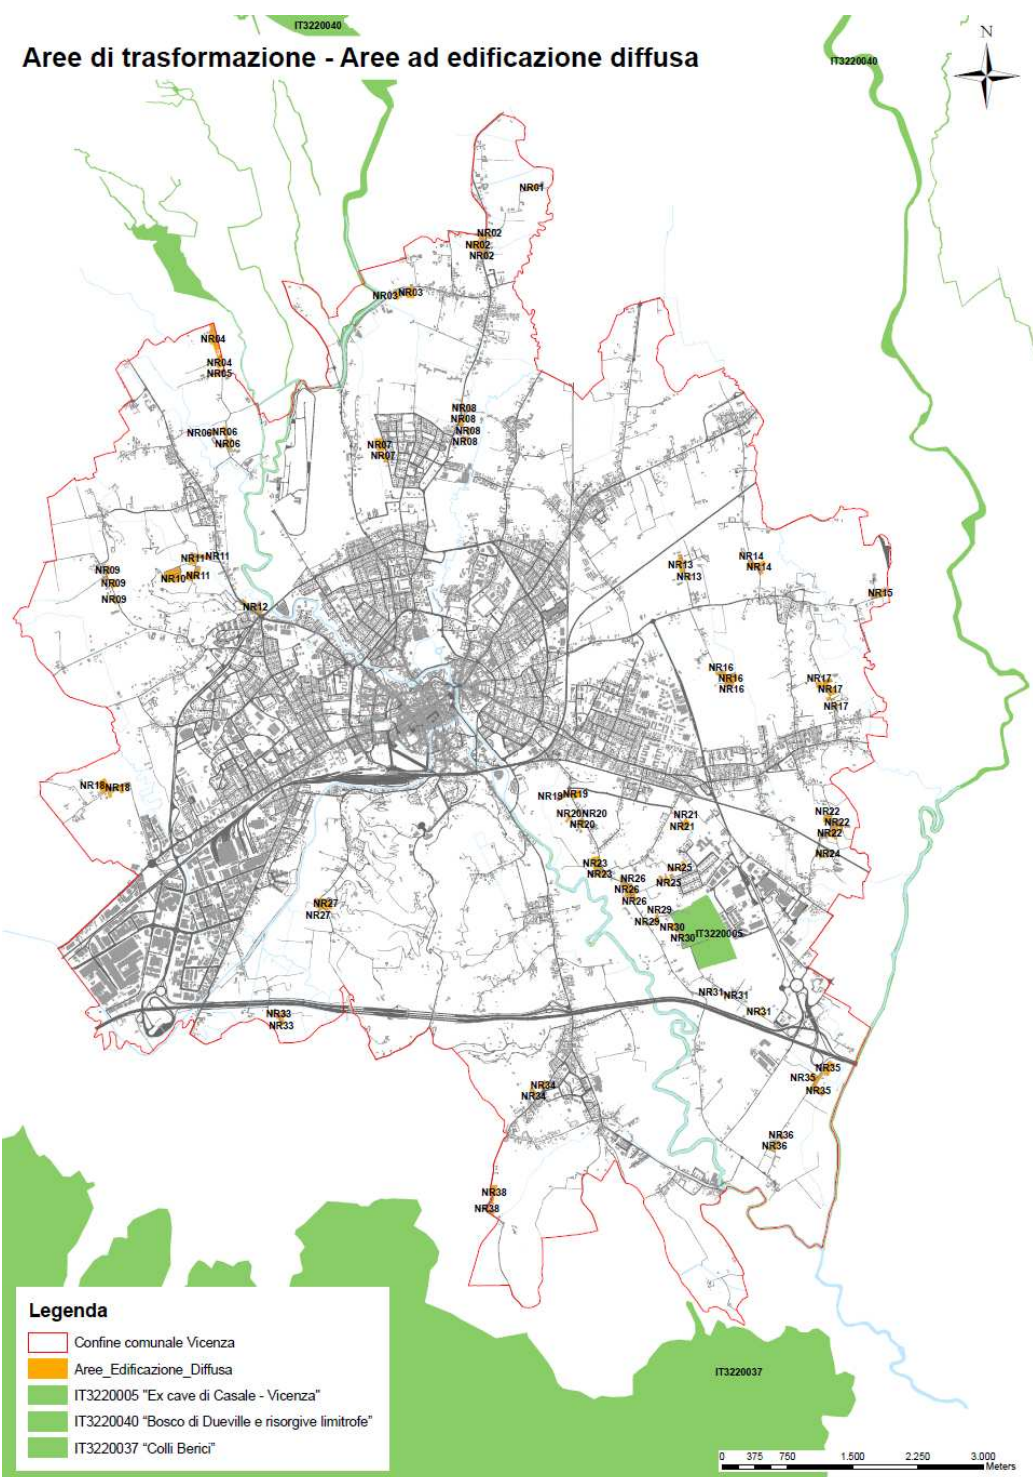 IT3220040
Aree di trasformazione - Aree ad edificazione diffusa
N
IT3220040
NR01
NR02
NR02
NR02
NR03 NR03
NR04
NR04
NR05
NR06 NR06
NR06
NR08
NR08
NR08
NR08
NR07
NR07
NR11 NR11
NR10 NR11
NR09
NR09
NR09
NR12
NR13
NR13
NR14
NR14
NR15
NR16
NR16
NR16
NR17
NR17
NR17
NR18 NR18
NR19 NR19
NR20 NR20
NR20
NR21
NR21
NR22
NR22
NR22
NR24
NR23
NR23
NR25
NR25
NR26
NR26
NR26
NR27
NR27
NR29
NR29
NR30
NR30
IT3220005
NR31 NR31
NR31
NR33
NR33
NR34
NR34
NR35
NR35
NR35
NR36
NR36
NR38
NR38
IT3220037
Legenda
Confine comunale Vicenza
Aree_Edificazione_Diffusa
IT3220005 "Ex cave di Casale - Vicenza"
IT3220040 "Bosco di Dueville e risorgive limitrofe"
IT3220037 "Colli Berici"
0 375 750 1.500 2.250 3.000
Meters